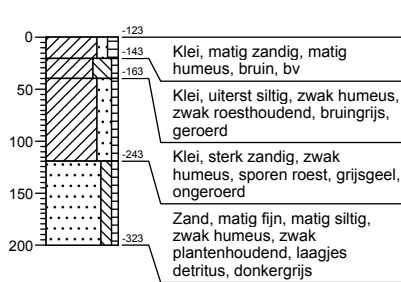 0
-123
-143
-163
50
100
-243
150
200
-323
Klei, matig zandig, matig
humeus, bruin, bv
Klei, uiterst siltig, zwak humeus,
zwak roesthoudend, bruingrijs,
geroerd
Klei, sterk zandig, zwak
humeus, sporen roest, grijsgeel,
ongeroerd
Zand, matig fijn, matig siltig,
zwak humeus, zwak
plantenhoudend, laagjes
detritus, donkergrijs